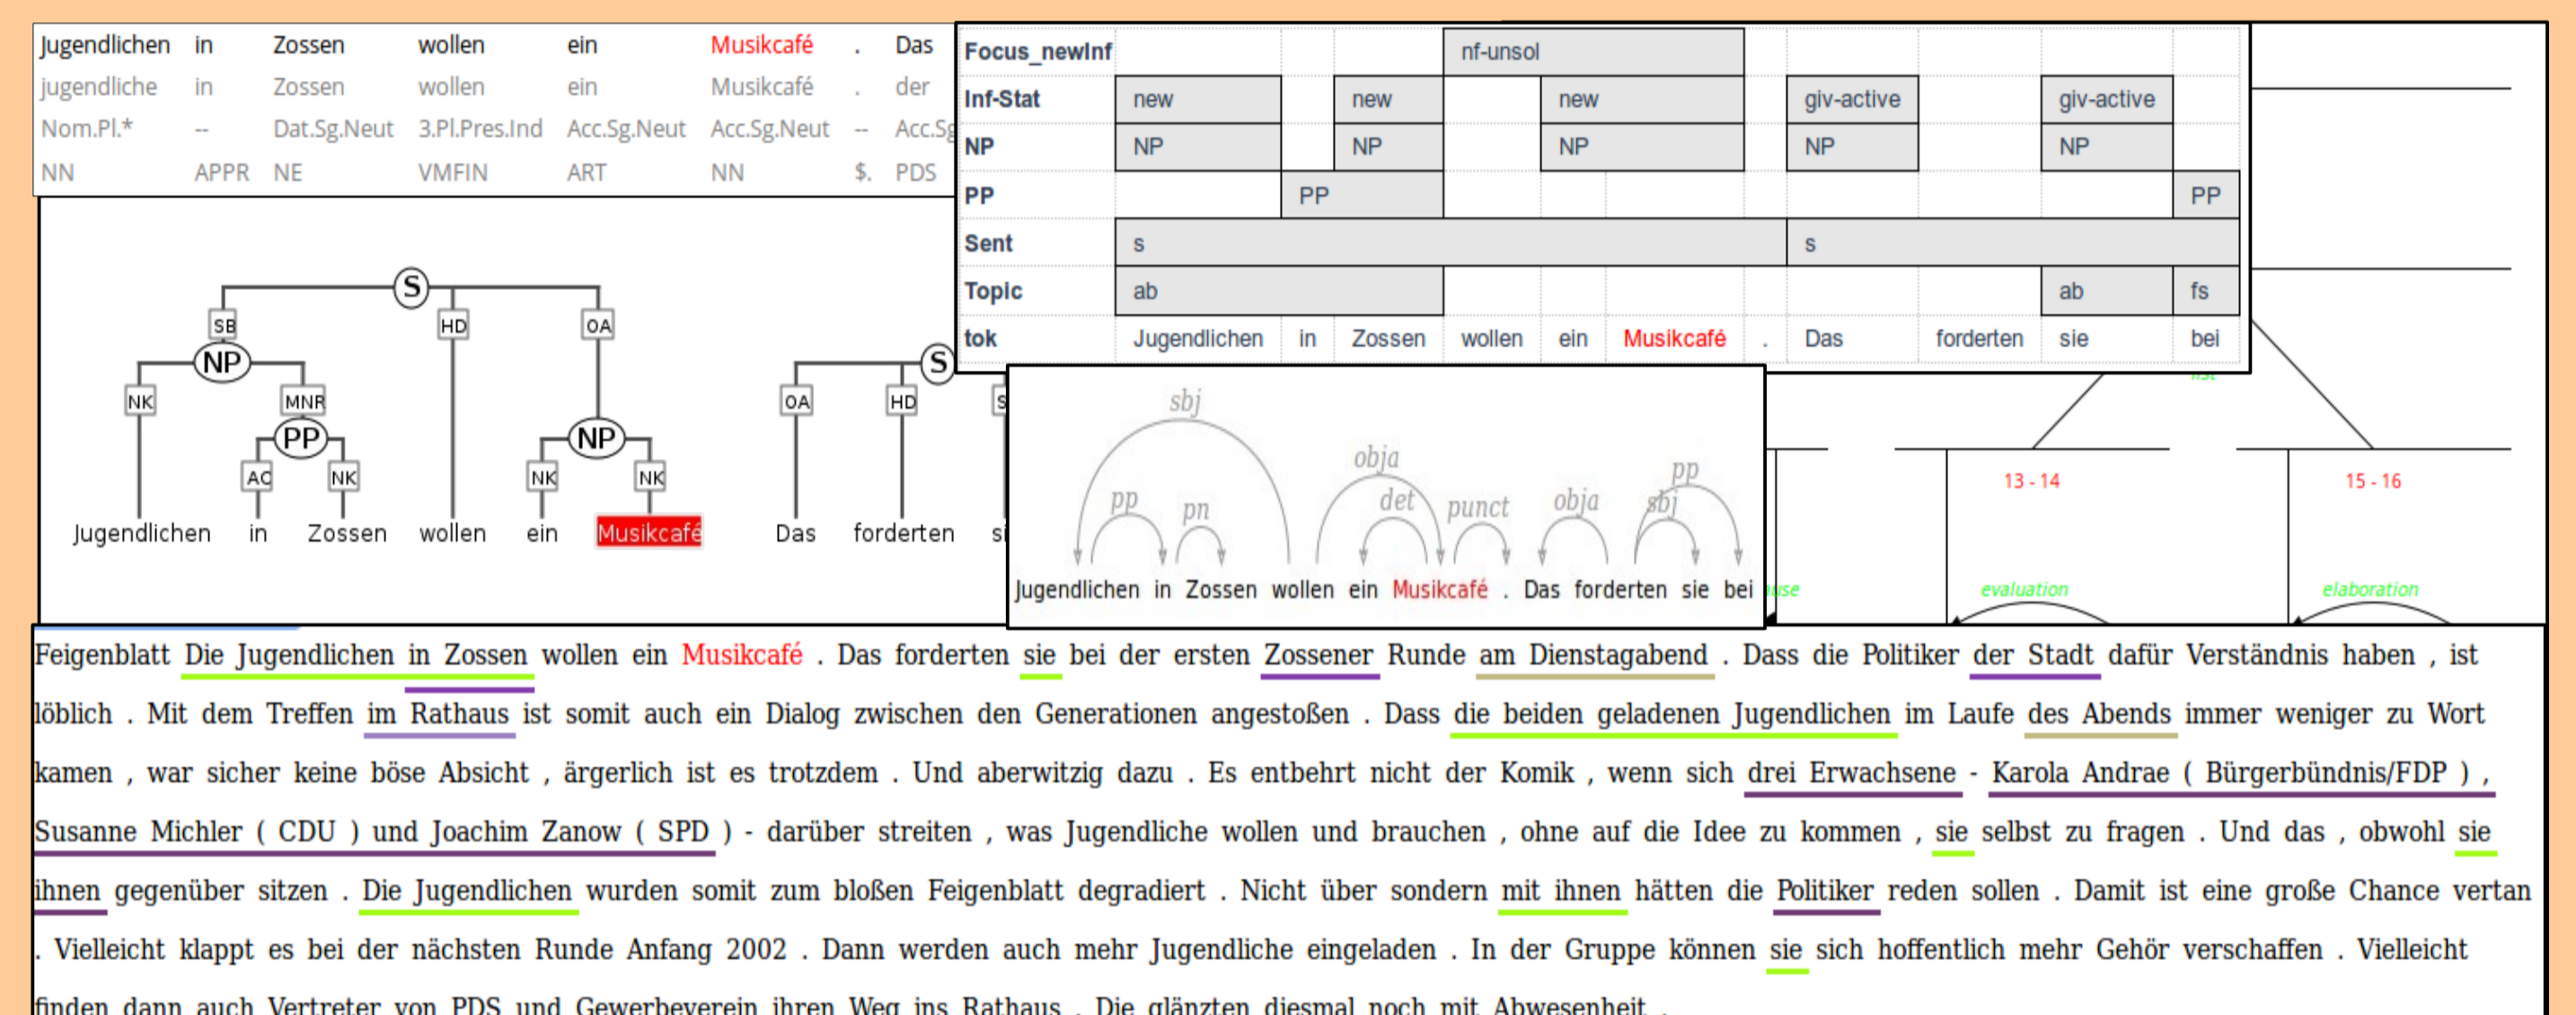 Jugendlichen in Zossen wollen ein Musikcafé . Das
jugendliche in Zossen wollen ein Musikcafé . der
Nom.Pl.* -- Dat.Sg.Neut 3.Pl.Pres.Ind Acc.Sg.Neut Acc.Sg.Neut -- Acc.Sg
NN APPR NE VMFIN ART NN $. PDS
Focus_newInf nf-unsol
Inf-Stat new new new giv-active giv-active
NP NP NP NP NP NP
PP PP PP
Sent s s
Topic ab ab fs
tok Jugendlichen in Zossen wollen ein Musikcafé . Das forderten sie bei
S
SB HD OA
NP S
NK MNR OA HD
PP NP
AC NK NK NK
Jugendlichen in Zossen wollen ein Musikcafé Das forderten
sbj
obja
pp
pp pn det punct obja sbj
Jugendlichen in Zossen wollen ein Musikcafé . Das forderten sie bei
13 - 14 15 - 16
evaluation elaboration
Feigenblatt Die Jugendlichen in Zossen wollen ein Musikcafé . Das forderten sie bei der ersten Zossener Runde am Dienstagabend . Dass die Politiker der Stadt dafür Verständnis haben , ist
löblich . Mit dem Treffen im Rathaus ist somit auch ein Dialog zwischen den Generationen angestoßen . Dass die beiden geladenen Jugendlichen im Laufe des Abends immer weniger zu Wort
kamen , war sicher keine böse Absicht , ärgerlich ist es trotzdem . Und aberwitzig dazu . Es entbehrt nicht der Komik , wenn sich drei Erwachsene - Karola Andrae ( Bürgerbündnis/FDP ) ,
Susanne Michler ( CDU ) und Joachim Zanow ( SPD ) - darüber streiten , was Jugendliche wollen und brauchen , ohne auf die Idee zu kommen , sie selbst zu fragen . Und das , obwohl sie
ihnen gegenüber sitzen . Die Jugendlichen wurden somit zum bloßen Feigenblatt degradiert . Nicht über sondern mit ihnen hätten die Politiker reden sollen . Damit ist eine große Chance vertan
. Vielleicht klappt es bei der nächsten Runde Anfang 2002 . Dann werden auch mehr Jugendliche eingeladen . In der Gruppe können sie sich hoffentlich mehr Gehör verschaffen . Vielleicht
finden dann auch Vertreter von PDS und Gewerbeverein ihren Weg ins Rathaus . Die glänzten diesmal noch mit Abwesenheit .